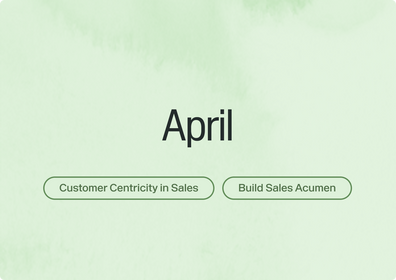 April
Customer Centricity in Sales
Build Sales Acumen